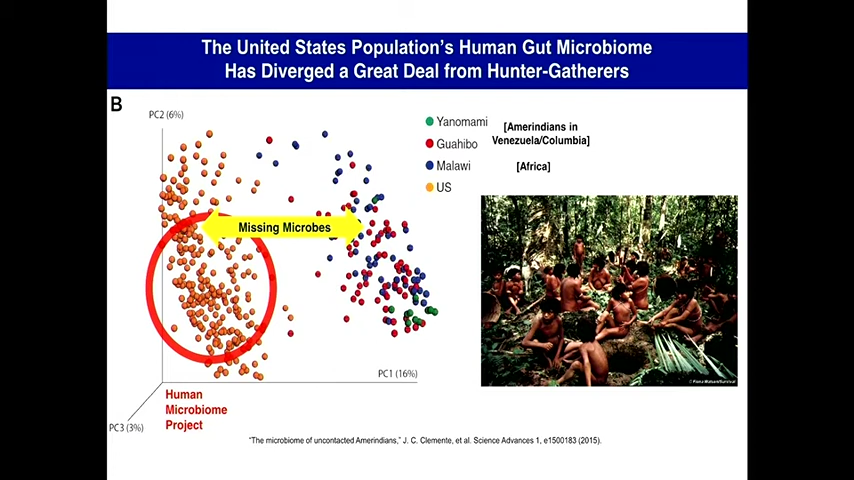 The United States Population's Human Gut Microbiome
Has Diverged a Great Deal from Hunter-Gatherers
B
PC2 (6%)
Yanomami
Guahibo
[Amerindians in
Venezuela/Columbia]
Malawi
[Africa]
US
Missing Microbes
PC1 (16%)
Human
Microbiome
Project
PC3 (3%)
"The microbiome of uncontacted Amerindians," J. C. Clemente, et al. Science Advances 1, e1500183 (2015).